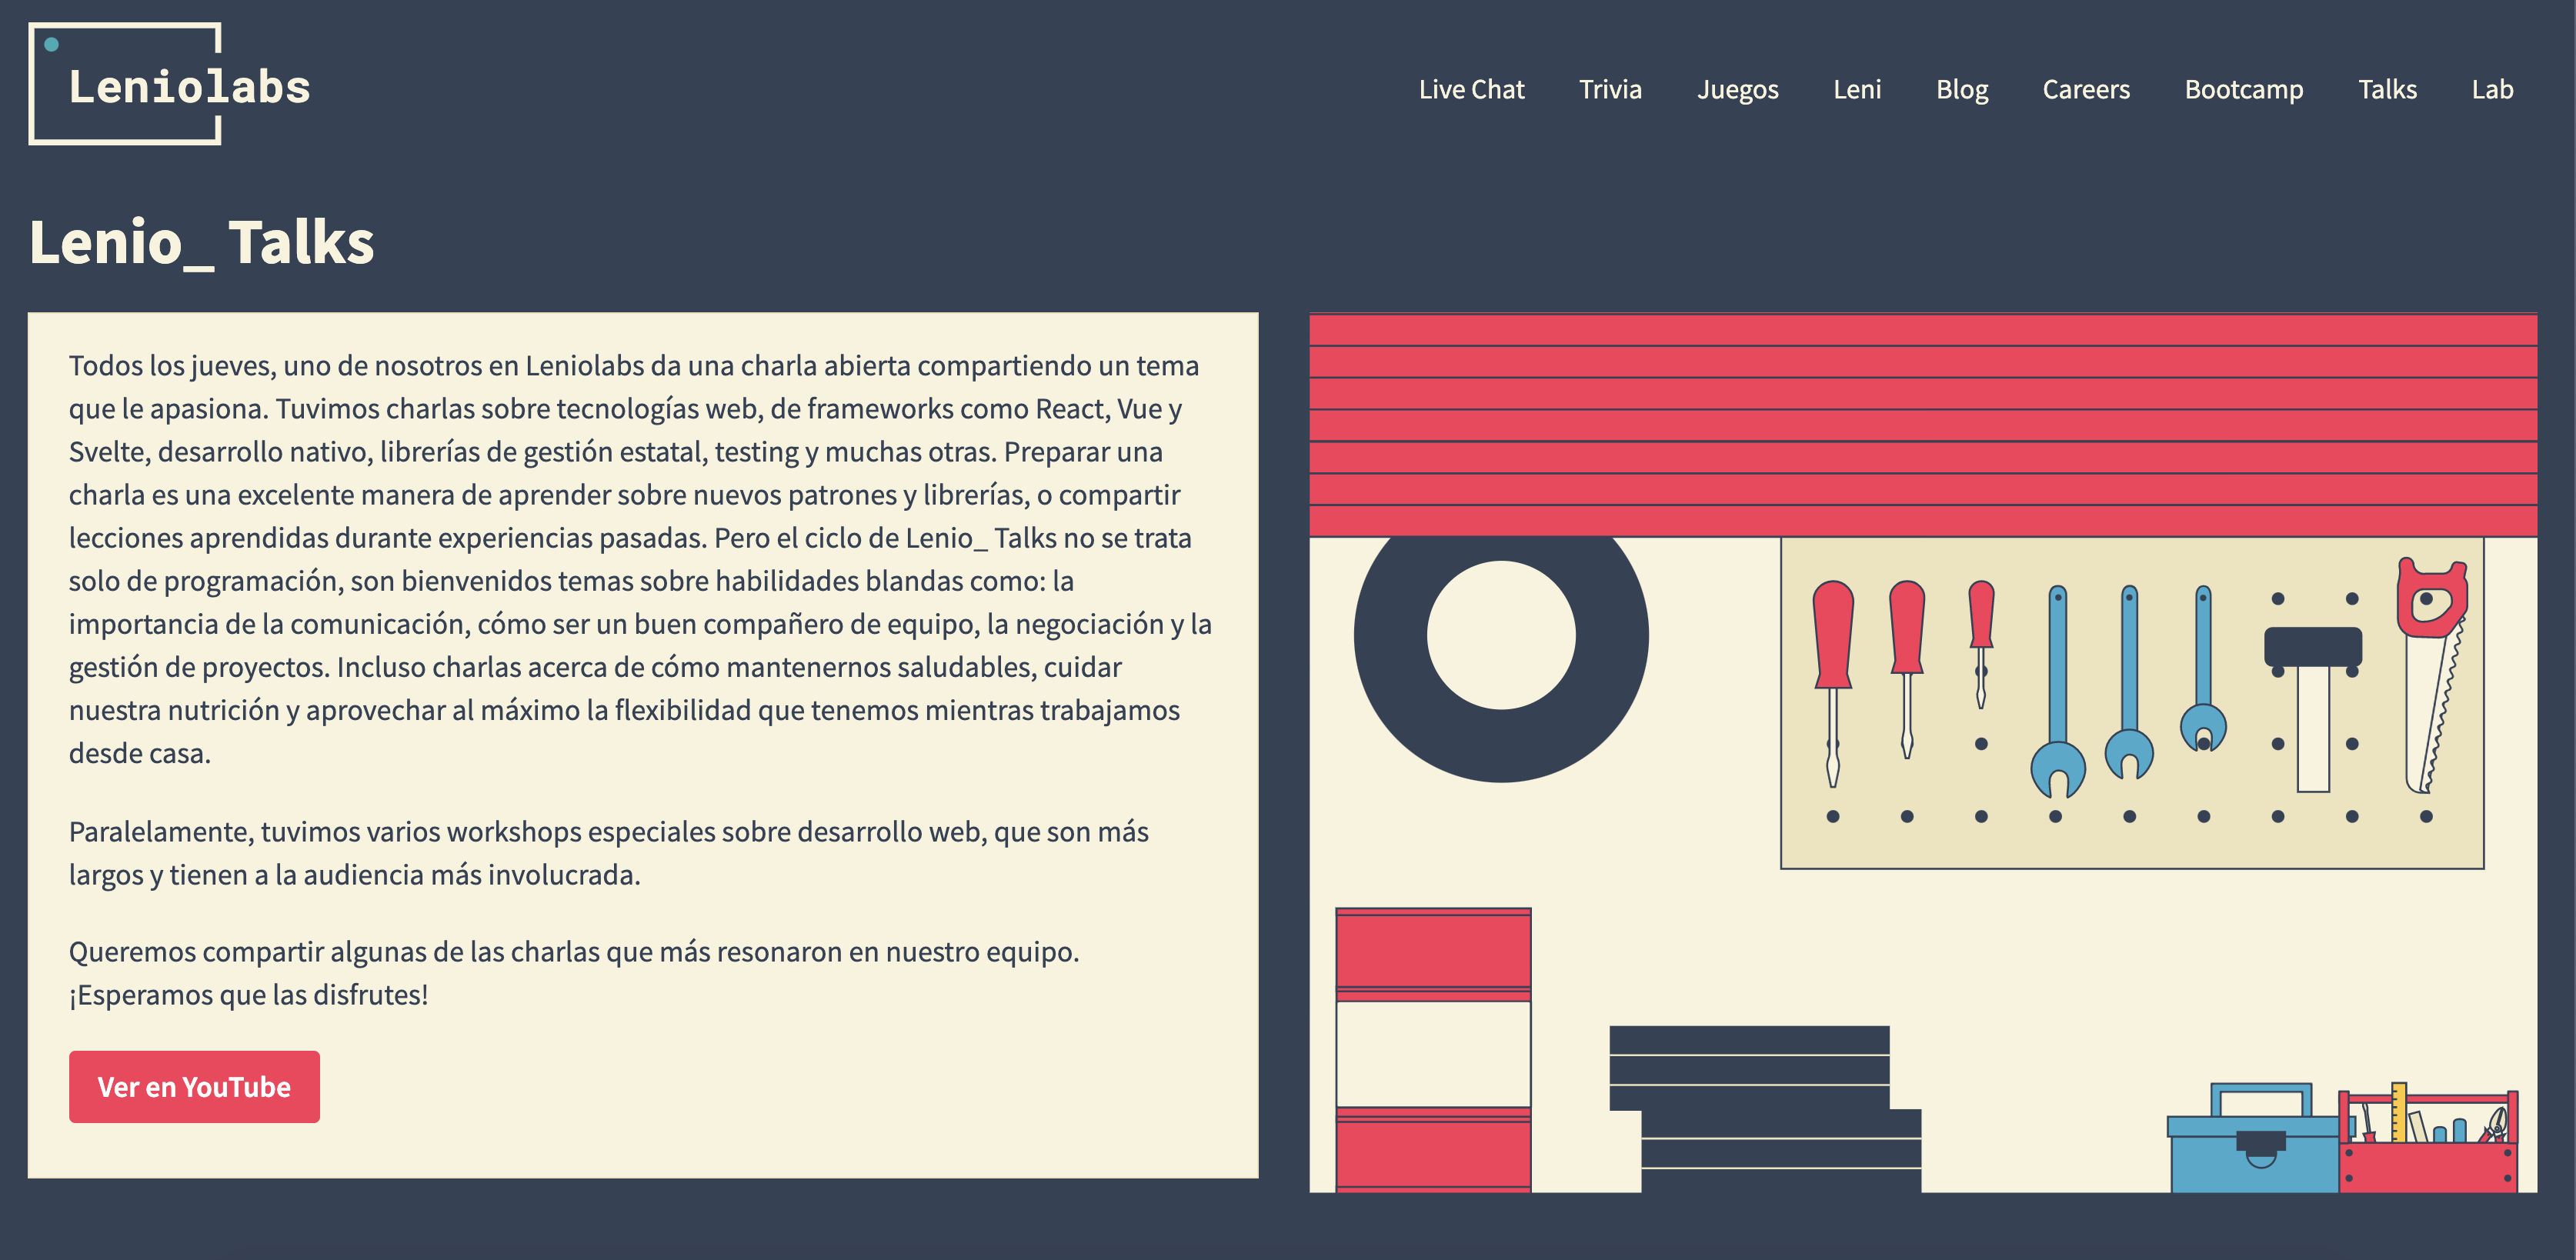 Leniolabs
Live Chat Trivia Juegos Leni Blog Careers Bootcamp Talks Lab
Lenio_ Talks
Todos los jueves, uno de nosotros en Leniolabs da una charla abierta compartiendo un tema
que le apasiona. Tuvimos charlas sobre tecnologías web, de frameworks como React, Vue y
Svelte, desarrollo nativo, librerías de gestión estatal, testing y muchas otras. Preparar una
charla es una excelente manera de aprender sobre nuevos patrones y librerías, o compartir
lecciones aprendidas durante experiencias pasadas. Pero el ciclo de Lenio_ Talks no se trata
solo de programación, son bienvenidos temas sobre habilidades blandas como: la
importancia de la comunicación, cómo ser un buen compañero de equipo, la negociación y la
gestión de proyectos. Incluso charlas acerca de cómo mantenernos saludables, cuidar
nuestra nutrición y aprovechar al máximo la flexibilidad que tenemos mientras trabajamos
desde casa.
Paralelamente, tuvimos varios workshops especiales sobre desarrollo web, que son más
largos y tienen a la audiencia más involucrada.
Queremos compartir algunas de las charlas que más resonaron en nuestro equipo.
¡Esperamos que las disfrutes!
Ver en YouTube